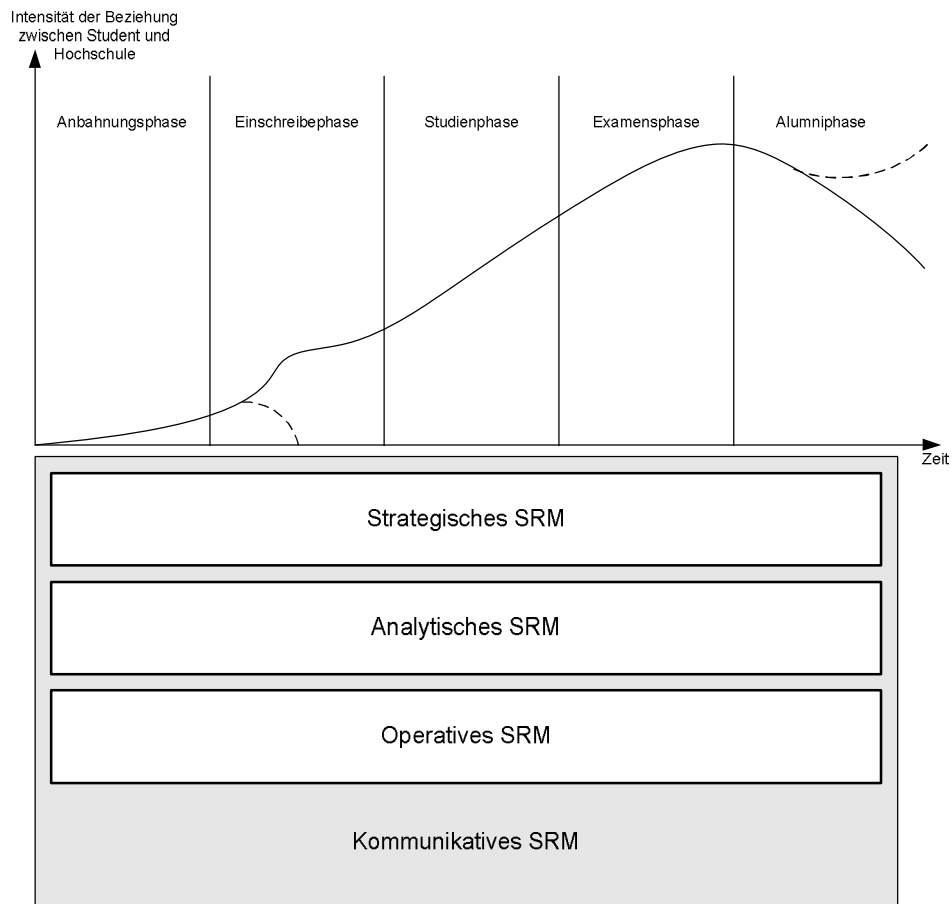 Intensität der Beziehung
zwischen Student und
Hochschule
Anbahnungsphase
Einschreibephase
Studienphase
Examensphase
Alumniphase
Zeit
Strategisches SRM
Analytisches SRM
Operatives SRM
Kommunikatives SRM